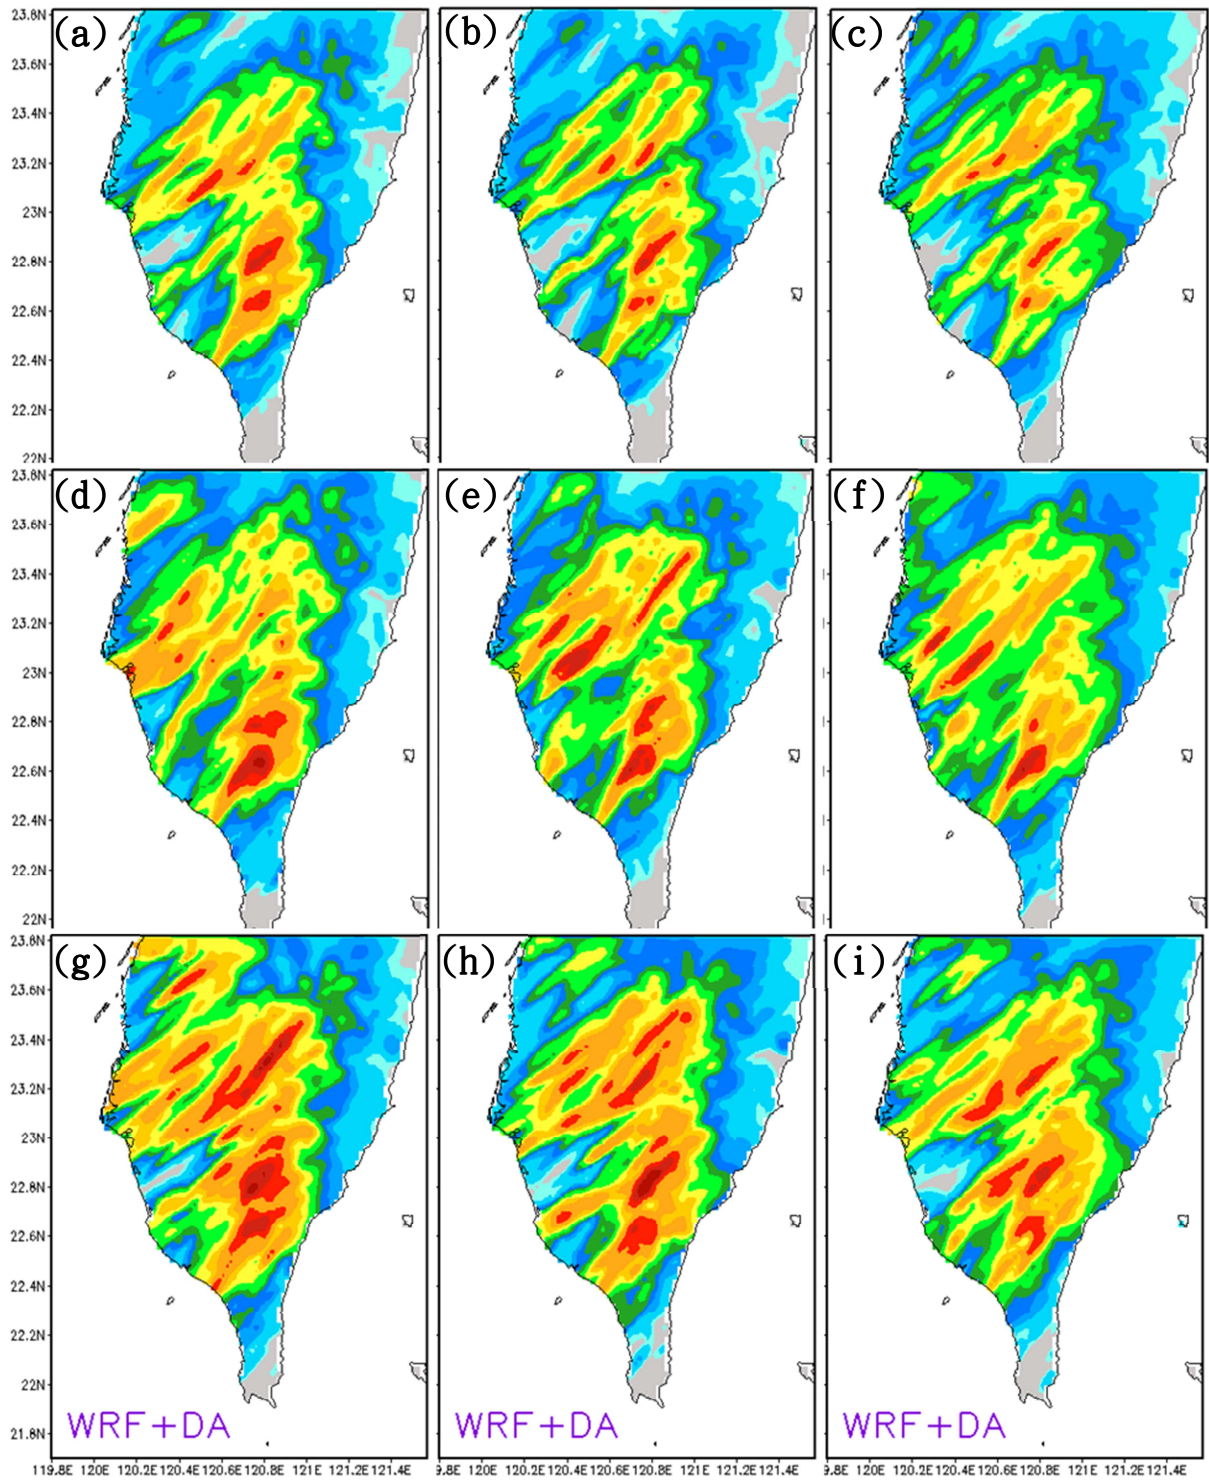 (a) (b) (c)
23.8N
23.6N
23.4N
23.2N
23N
22.8N
22.6N
22.4N
22.2N
22N
(d) (e) (f)
23.8N
23.6N
23.4N
23.2N
23N
22.8N
22.6N
22.4N
22.2N
22N
(g) (h) (i)
23.8N
23.6N
23.4N
23.2N
23N
22.8N
22.6N
22.4N
22.2N
22N
21.8N
WRF+DA WRF+DA WRF+DA
119.8E 120E 120.2E 120.4E 120.6E 120.8E 121E 121.2E 121.4E 9.8E 120E 120.2E 120.4E 120.6E 120.8E 121E 121.2E 121.4E 9.8E 120E 120.2E 120.4E 120.6E 120.8E 121E 121.2E 121.4E